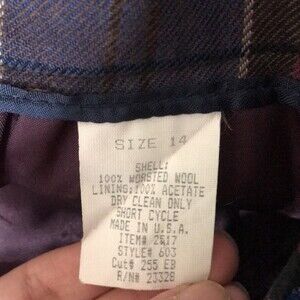 SIZE 14
SHELL:
100% WORSTED WOOL
LINING:100% ACETATE
DRY CLEAN ONLY
SHORT CYCLE
MADE IN U.S.A.
ITEM# 2517
STYLE# 603
Cut# 255 EB
R/N# 23328